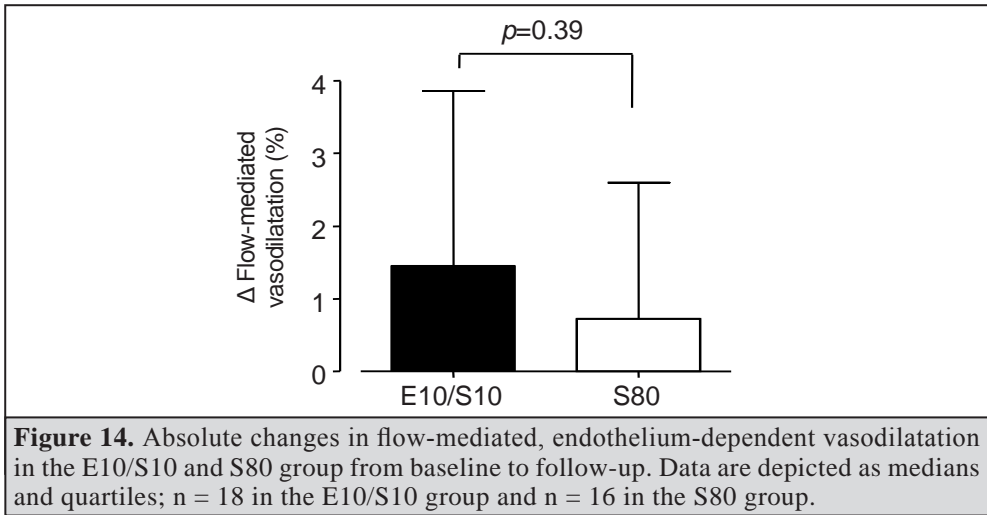 p=0.39
4
3
2
1
0
Δ Flow-mediated
vasodilatation (%)
E10/S10
S80
Figure 14. Absolute changes in flow-mediated, endothelium-dependent vasodilatation
in the E10/S10 and S80 group from baseline to follow-up. Data are depicted as medians
and quartiles; n = 18 in the E10/S10 group and n = 16 in the S80 group.